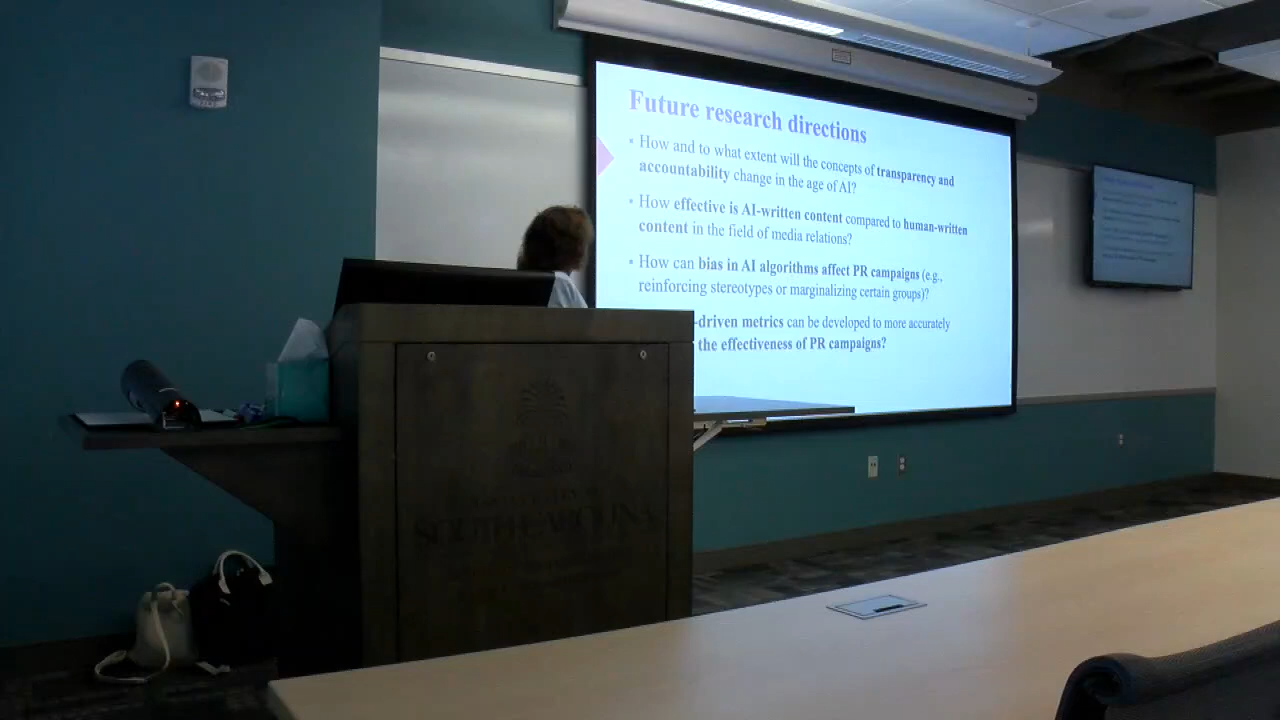 Future research directions
• How and to what extent will the concepts of transparency and
accountability change in the age of AI?
• How effective is AI-written content compared to human-written
content in the field of media relations?
• How can bias in AI algorithms affect PR campaigns (e.g.,
reinforcing stereotypes or marginalizing certain groups)?
-driven metrics can be developed to more accurately
the effectiveness of PR campaigns?
SOUTH CAROLINA